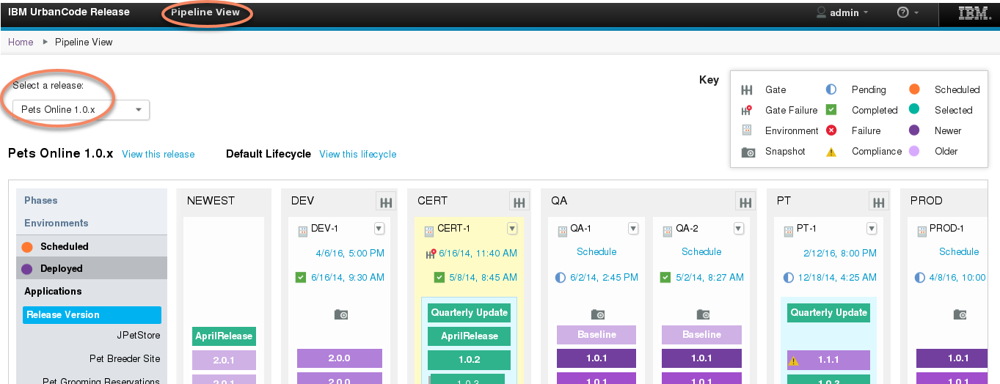 IBM UrbanCode Release Pipeline View admin ? IBM.
Home Pipeline View
Select a release:
Pets Online 1.0.x
Key
Gate Pending Scheduled
Gate Failure Completed Selected
Environment Failure Newer
Snapshot Compliance Older
Pets Online 1.0.x View this release Default Lifecycle View this lifecycle
Phases NEWEST DEV CERT QA PT PROD
Environments DEV-1 CERT-1 QA-1 QA-2 PT-1 PROD-1
Scheduled 4/6/16, 5:00 PM 6/16/14, 11:40 AM Schedule Schedule 2/12/16, 8:00 PM Schedule
Deployed 6/16/14, 9:30 AM 5/8/14, 8:45 AM 6/2/14, 2:45 PM 5/2/14, 8:27 AM 12/18/14, 4:25 AM 4/8/16, 10:00
Applications
Release Version Quarterly Update Quarterly Update
JPetStore AprilRelease AprilRelease Baseline Baseline
Pet Breeder Site 2.0.1 2.0.0 1.0.2 1.0.1 1.0.1 1.1.1 1.0.1
Pet Grooming Reservations 2.0.1 2.0.0 1.0.3 1.0.1 1.0.1 1.0.3 1.0.1